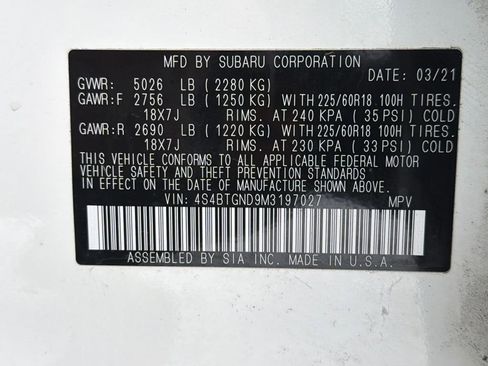 MFD BY SUBARU CORPORATION
DATE: 03/21
GVWR: 5026 LB (2280 KG)
GAWR:F 2756 LB (1250 KG) WITH 225/60R18 100H TIRES.
18X7J RIMS. AT 240 KPA (35 PSI) COLD
GAWR:R 2690 LB (1220 KG) WITH 225/60R18 100H TIRES.
18X7J RIMS. AT 230 KPA (33 PSI) COLD
THIS VEHICLE CONFORMS TO ALL APPLICABLE FEDERAL MOTOR
VEHICLE SAFETY AND THEFT PREVENTION STANDARDS
IN EFFECT ON THE DATE OF MANUFACTURE SHOWN ABOVE.
VIN: 4S4BTGND9M3197027 MPV
ASSEMBLED BY SIA INC. MADE IN U.S.A.